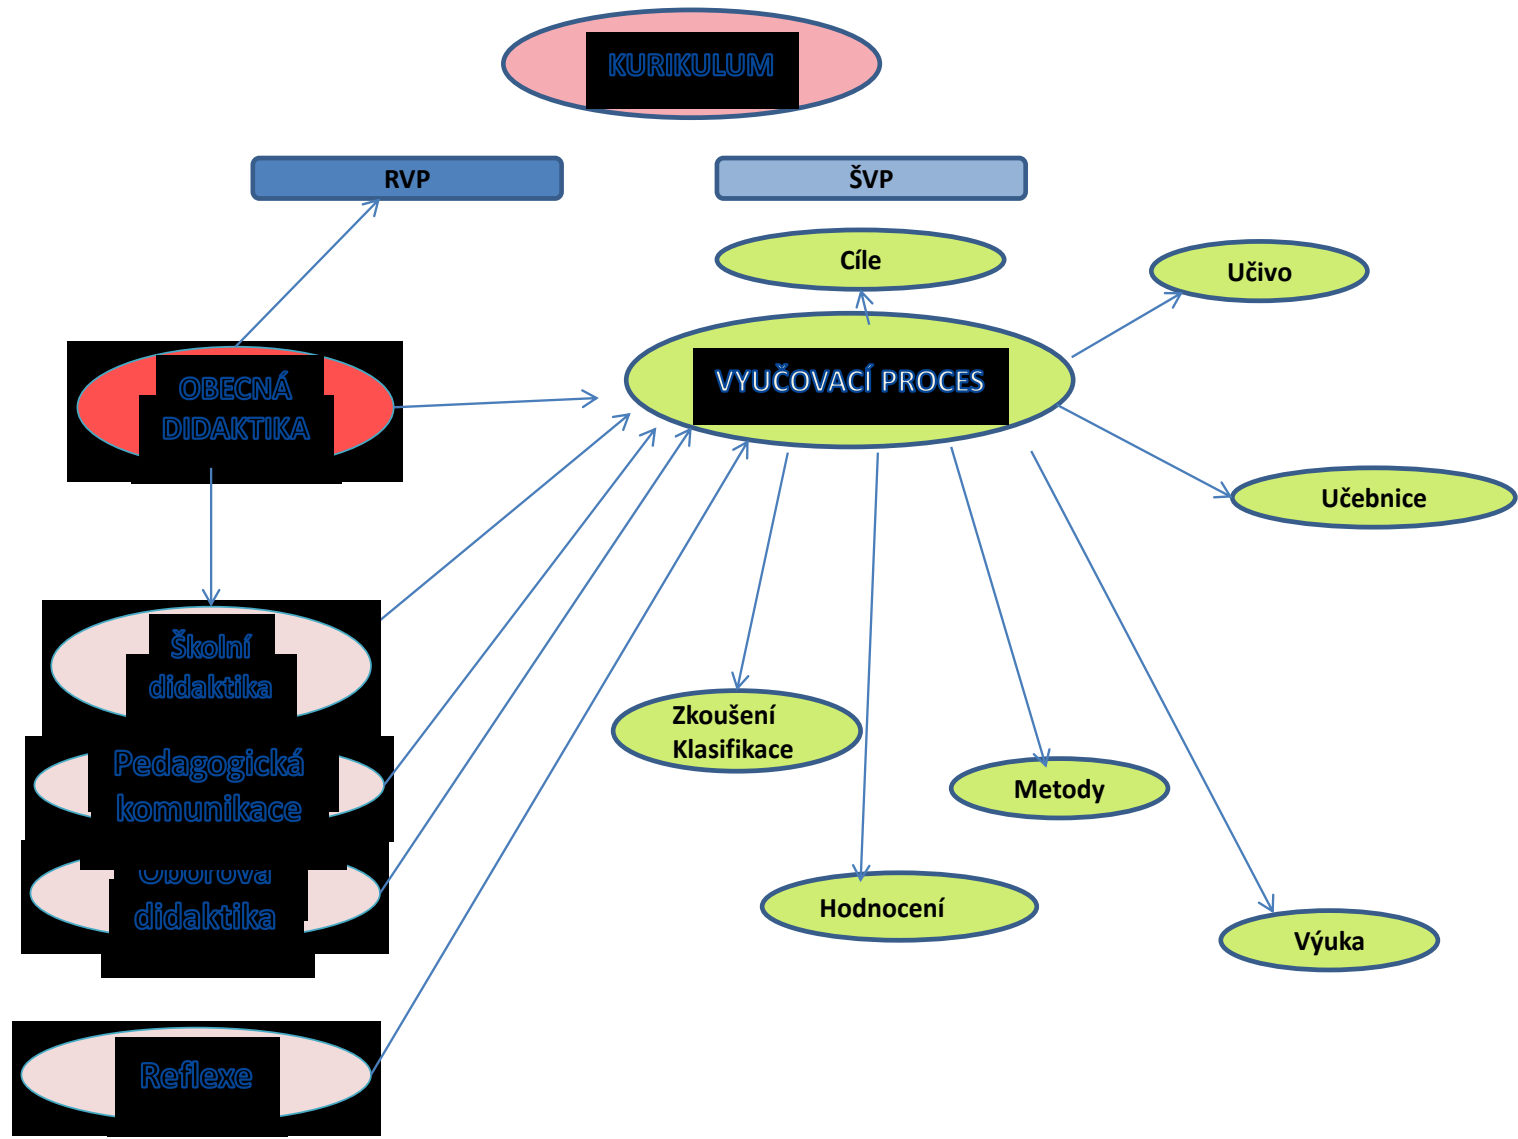 KURIKULUM
RVP
ŠVP
Cíle
Učivo
VYUČOVACÍ PROCES
OBECNÁ
DIDAKTIKA
Učebnice
Školní
didaktika
Zkoušení
Klasifikace
Pedagogická
komunikace
Metody
Oborová
didaktika
Hodnocení
Výuka
Reflexe